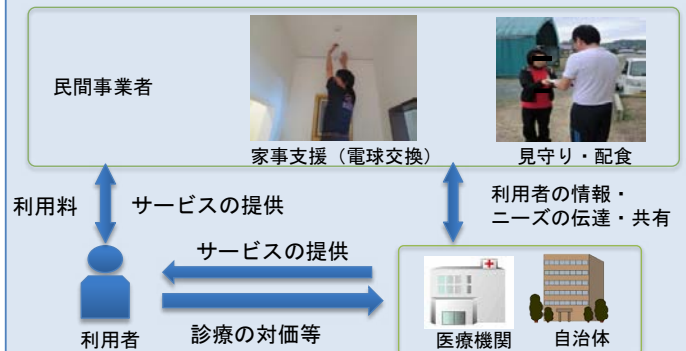 民間事業者
家事支援（電球交換）
見守り・配食
利用料
サービスの提供
利用者の情報・
ニーズの伝達・共有
サービスの提供
利用者
診療の対価等
医療機関
自治体